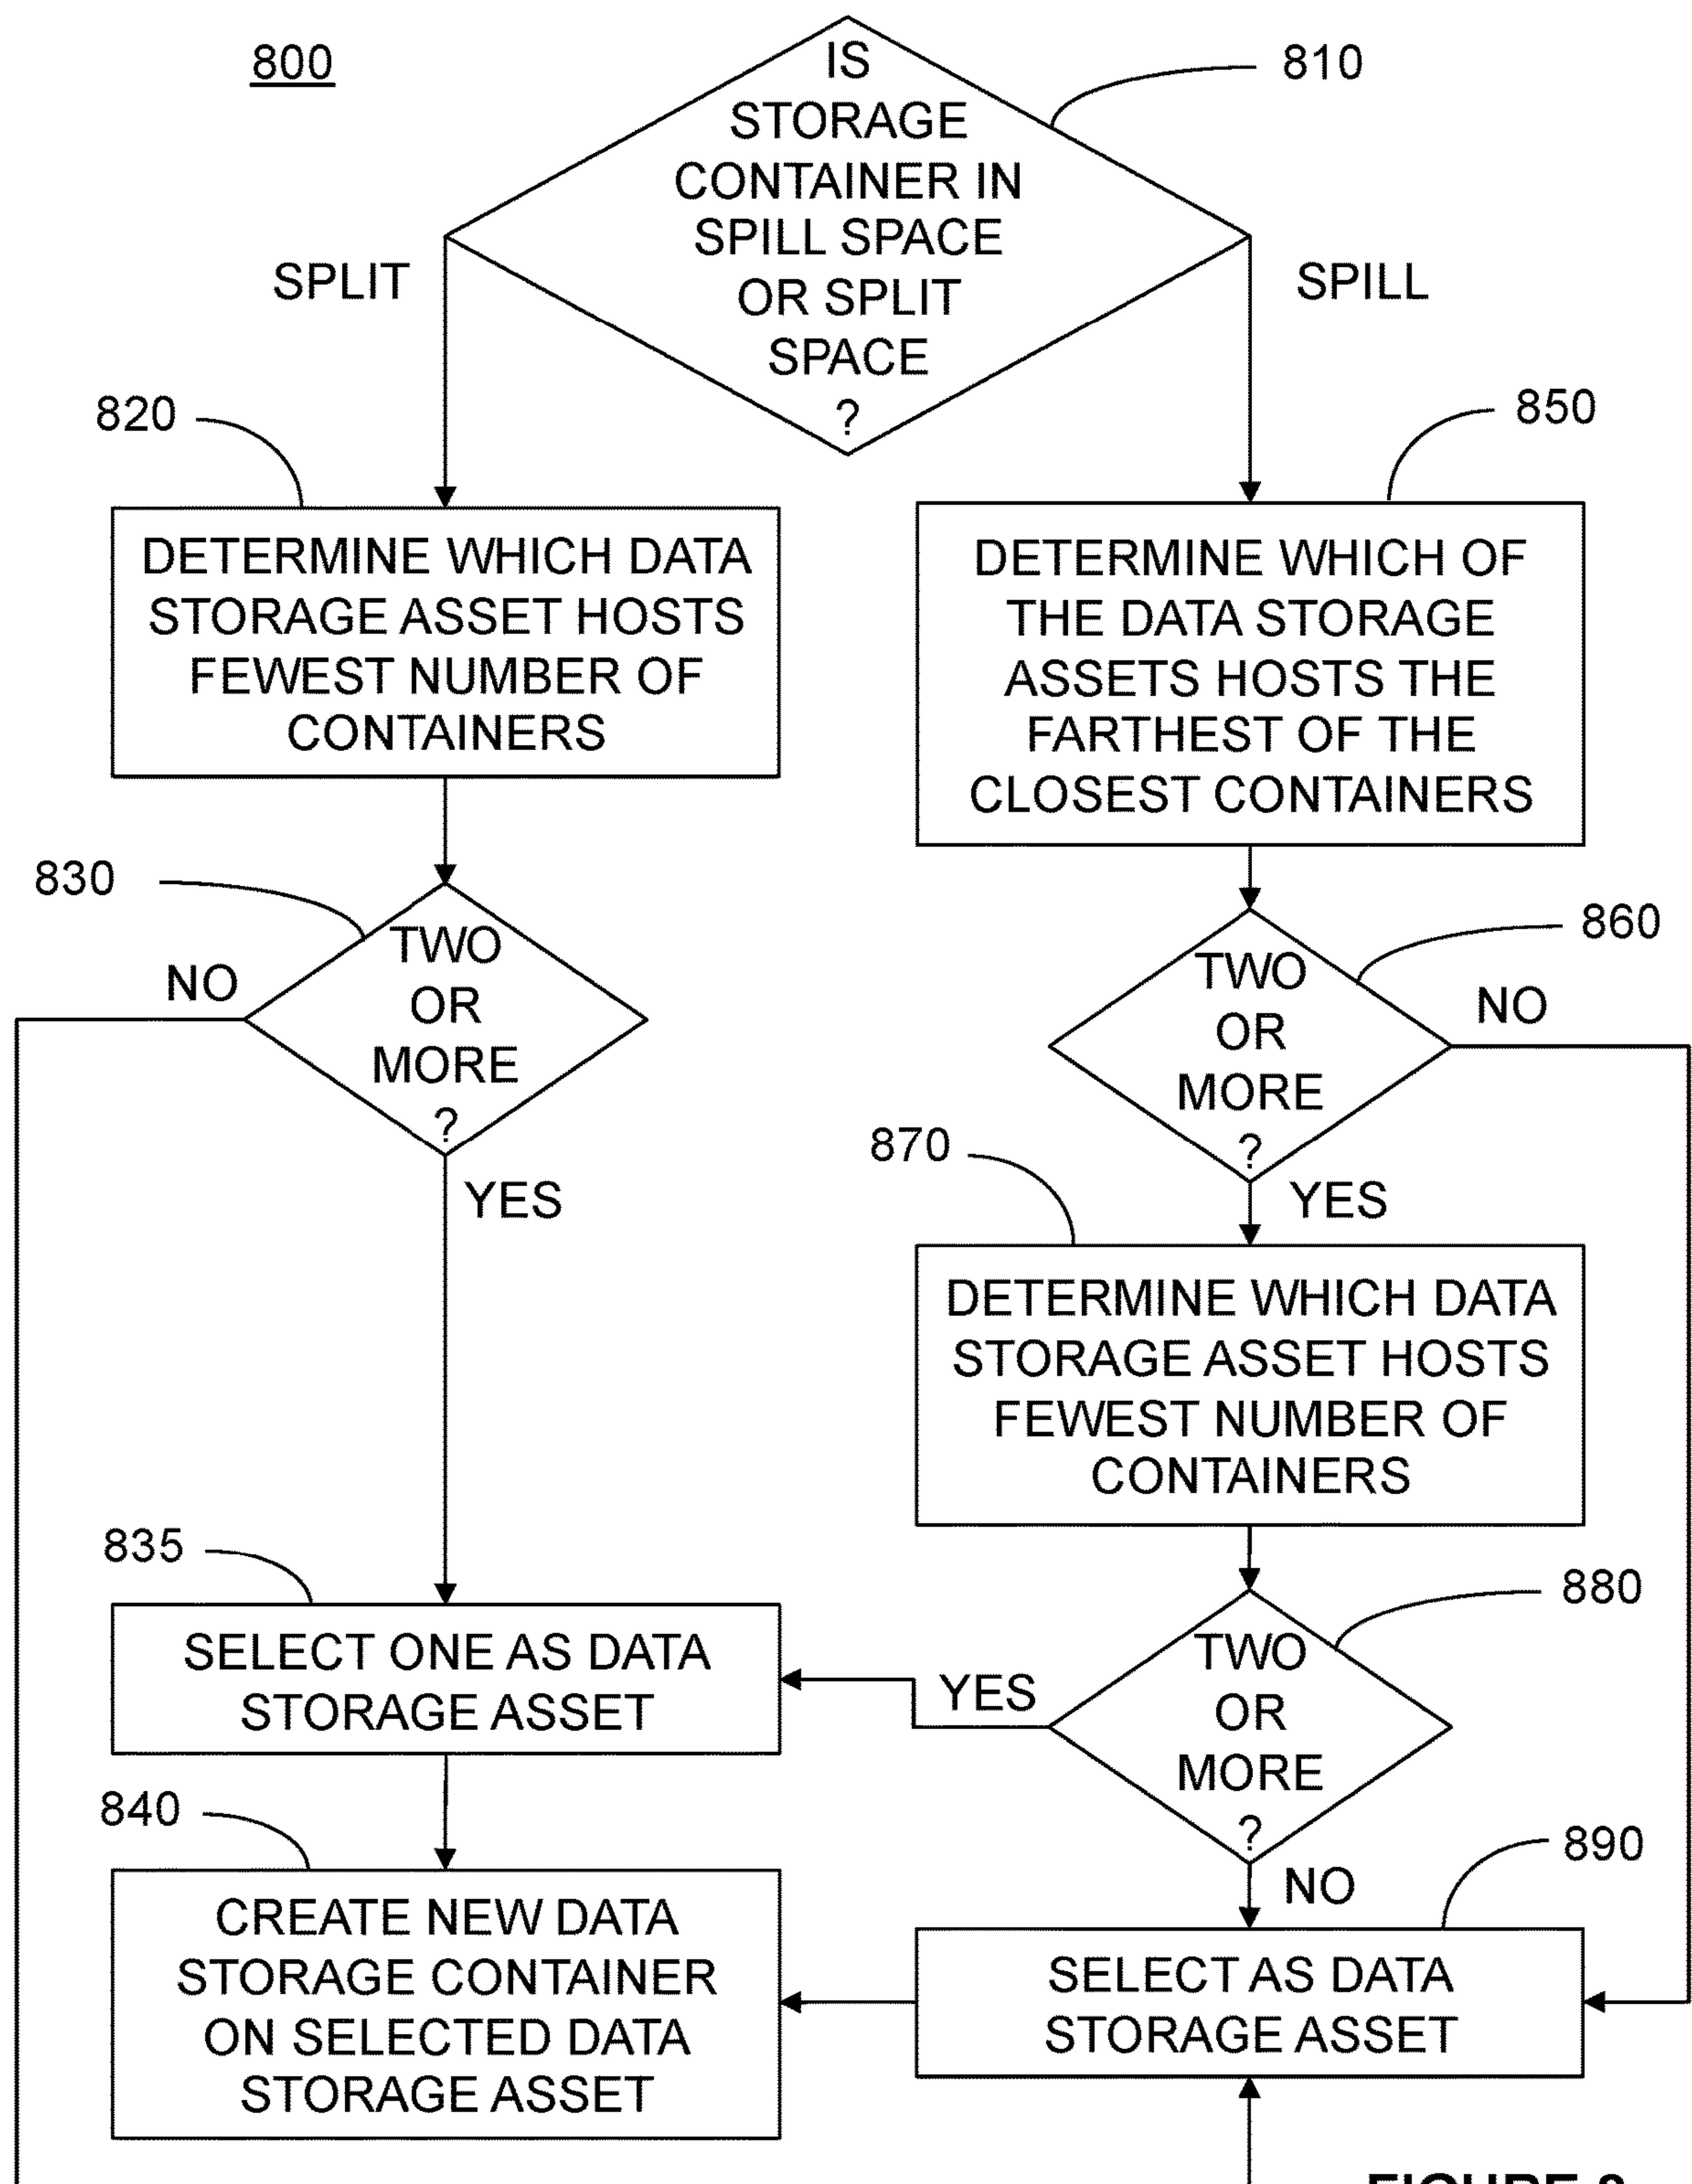 800
810
IS
STORAGE
CONTAINER IN
SPILL SPACE
OR SPLIT
SPACE
?
SPLIT
SPILL
820
DETERMINE WHICH DATA
STORAGE ASSET HOSTS
FEWEST NUMBER OF
CONTAINERS
850
DETERMINE WHICH OF
THE DATA STORAGE
ASSETS HOSTS THE
FARTHEST OF THE
CLOSEST CONTAINERS
830
TWO
OR
MORE
?
NO
YES
860
TWO
OR
MORE
?
NO
YES
870
DETERMINE WHICH DATA
STORAGE ASSET HOSTS
FEWEST NUMBER OF
CONTAINERS
835
SELECT ONE AS DATA
STORAGE ASSET
880
TWO
OR
MORE
?
YES
NO
840
CREATE NEW DATA
STORAGE CONTAINER
ON SELECTED DATA
STORAGE ASSET
890
SELECT AS DATA
STORAGE ASSET